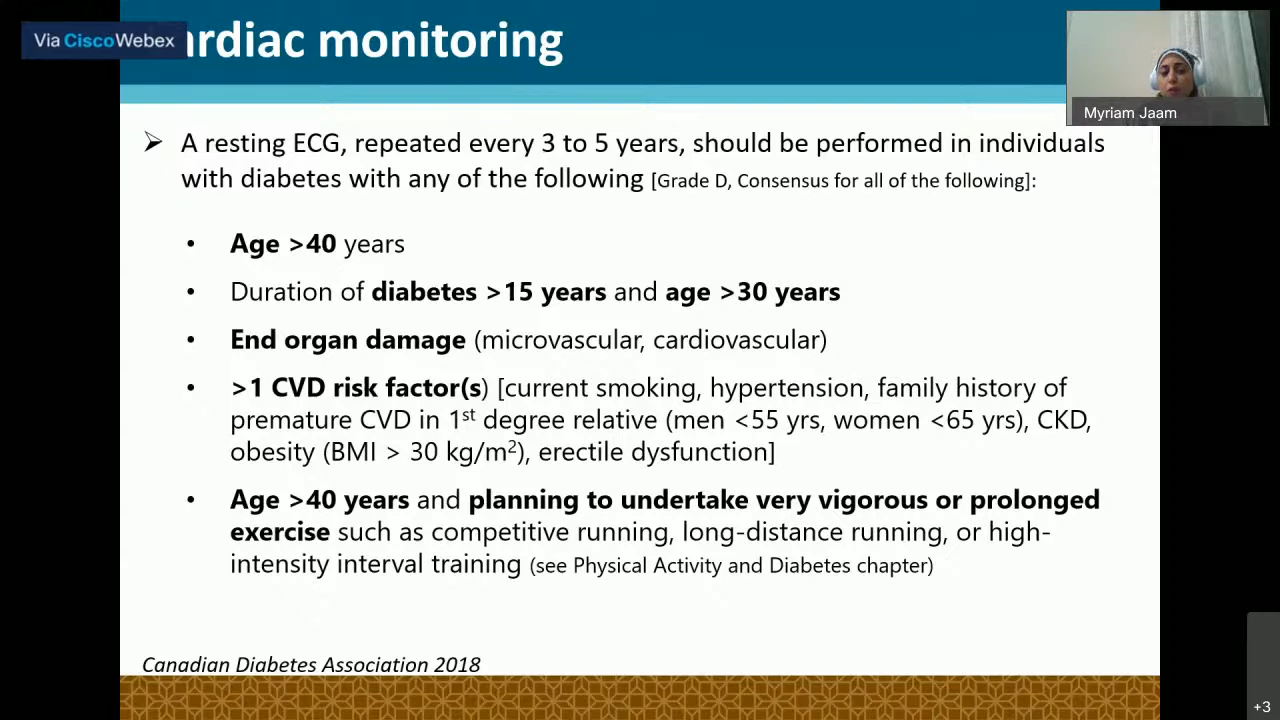 Via CiscoWebex
rdiac monitoring
Myriam Jaam
➢ A resting ECG, repeated every 3 to 5 years, should be performed in individuals
with diabetes with any of the following [Grade D, Consensus for all of the following]:
• Age >40 years
• Duration of diabetes >15 years and age >30 years
• End organ damage (microvascular, cardiovascular)
• >1 CVD risk factor(s) [current smoking, hypertension, family history of
premature CVD in 1st degree relative (men <55 yrs, women <65 yrs), CKD,
obesity (BMI > 30 kg/m²), erectile dysfunction]
• Age >40 years and planning to undertake very vigorous or prolonged
exercise such as competitive running, long-distance running, or high-
intensity interval training (see Physical Activity and Diabetes chapter)
Canadian Diabetes Association 2018
+3